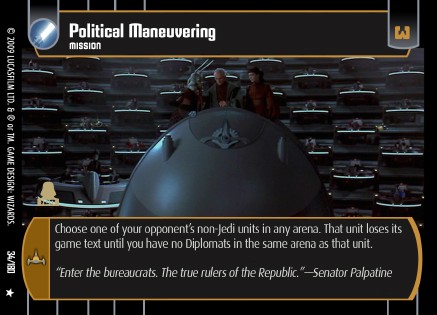 Political Maneuvering
MISSION
Choose one of your opponent's non-Jedi units in any arena. That unit loses its
game text until you have no Diplomats in the same arena as that unit.
"Enter the bureaucrats. The true rulers of the Republic."—Senator Palpatine
© 2009 LUCASFILM LTD. & ® or TM. GAME DESIGN: WIZARDS.
34/180